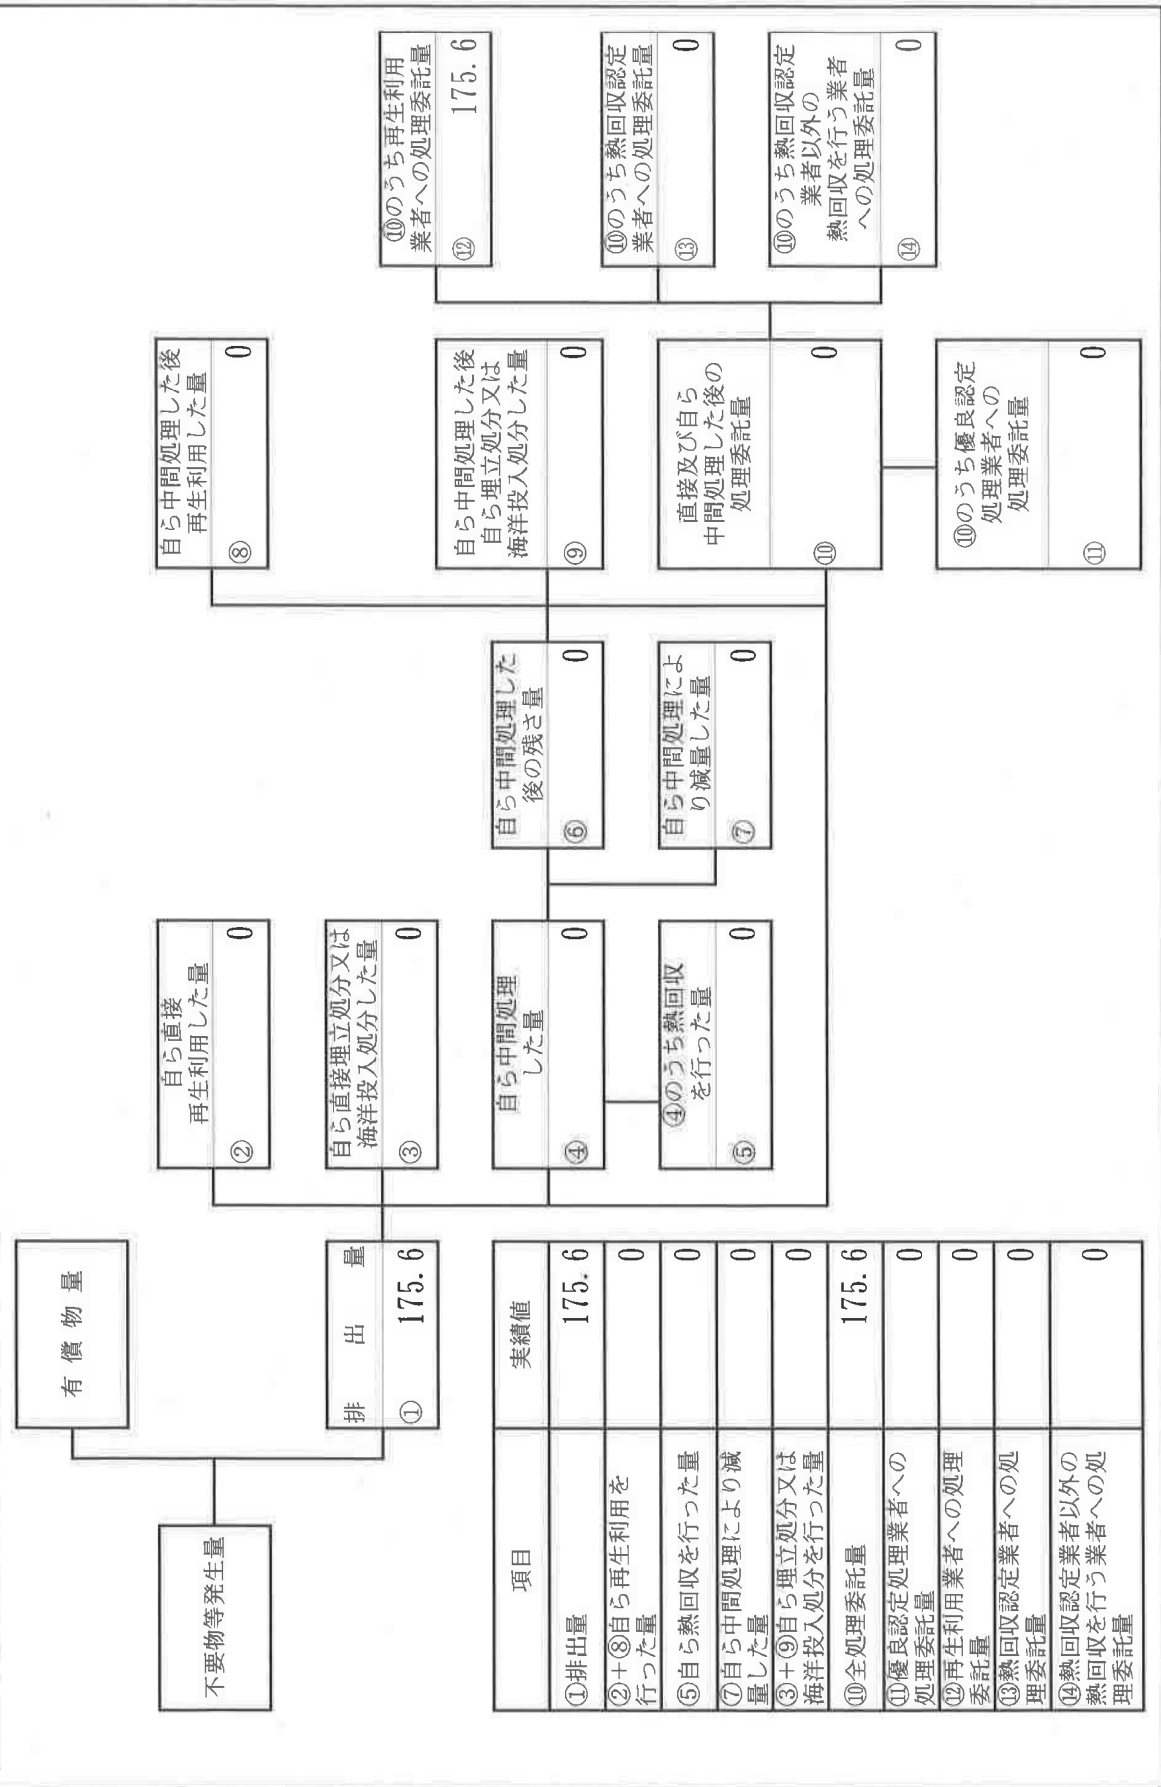 有償物量
不要物等発生量
排出量
① 175.6
自ら直接
再生利用した量
② 0
自ら直接埋立処分又は
海洋投入処分した量
③ 0
自ら中間処理
した量
④ 0
④のうち熱回収
を行った量
⑤ 0
自ら中間処理した
後の残さ量
⑥ 0
自ら中間処理によ
り減量した量
⑦ 0
自ら中間処理した後
再生利用した量
⑧ 0
自ら中間処理した後
自ら埋立処分又は
海洋投入処分した量
⑨ 0
直接及び自ら
中間処理した後の
処理委託量
⑩ 0
⑩のうち優良認定
処理業者への
処理委託量
⑪ 0
⑩のうち再生利用
業者への処理委託量
⑫ 175.6
⑩のうち熱回収認定
業者への処理委託量
⑬ 0
⑩のうち熱回収認定
業者以外の
熱回収を行う業者
への処理委託量
⑭ 0
項目 実績値
①排出量 175.6
②+⑧自ら再生利用を
行った量 0
⑤自ら熱回収を行った量 0
⑦自ら中間処理により減
量した量 0
③+⑨自ら埋立処分又は
海洋投入処分を行った量 0
⑩全処理委託量 175.6
⑪優良認定処理業者への
処理委託量 0
⑫再生利用業者への処理
委託量 0
⑬熱回収認定業者への処
理委託量 0
⑭熱回収認定業者以外の
熱回収を行う業者への処
理委託量 0